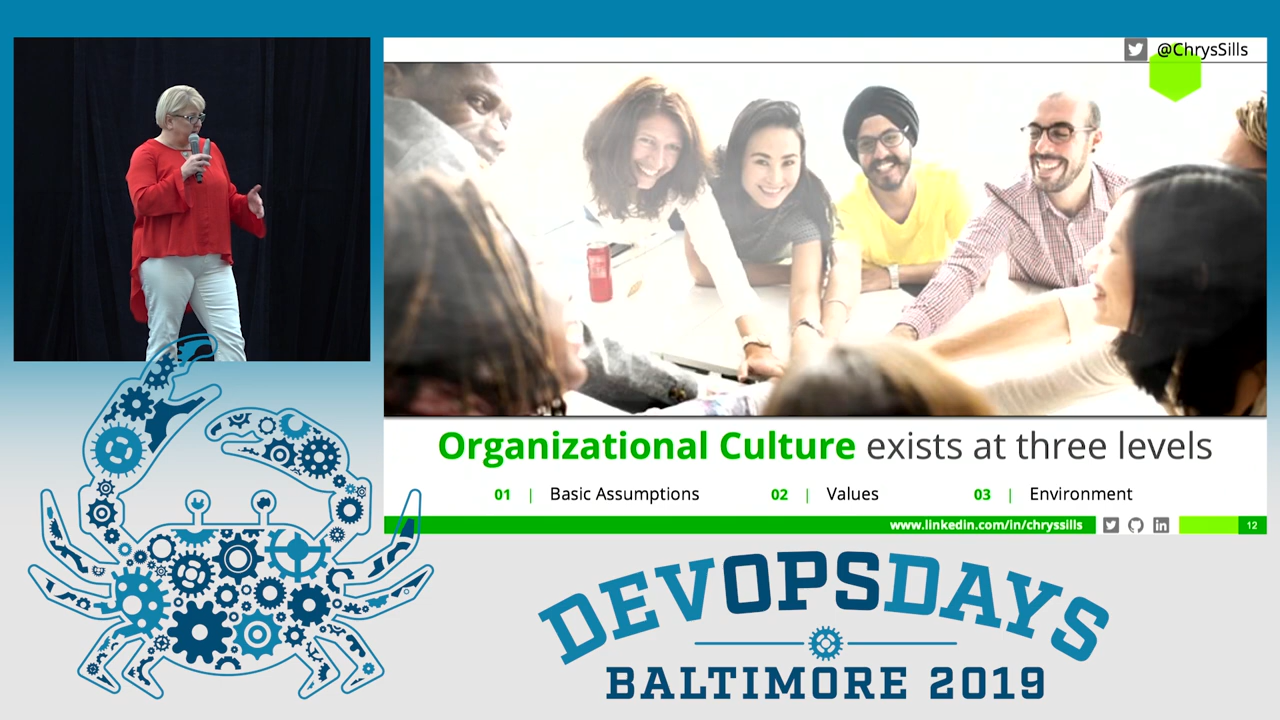 @ChrysSills
Organizational Culture exists at three levels
01 | Basic Assumptions
02 | Values
03 | Environment
www.linkedin.com/in/chryssills
12
DEVOPSDAYS
BALTIMORE 2019